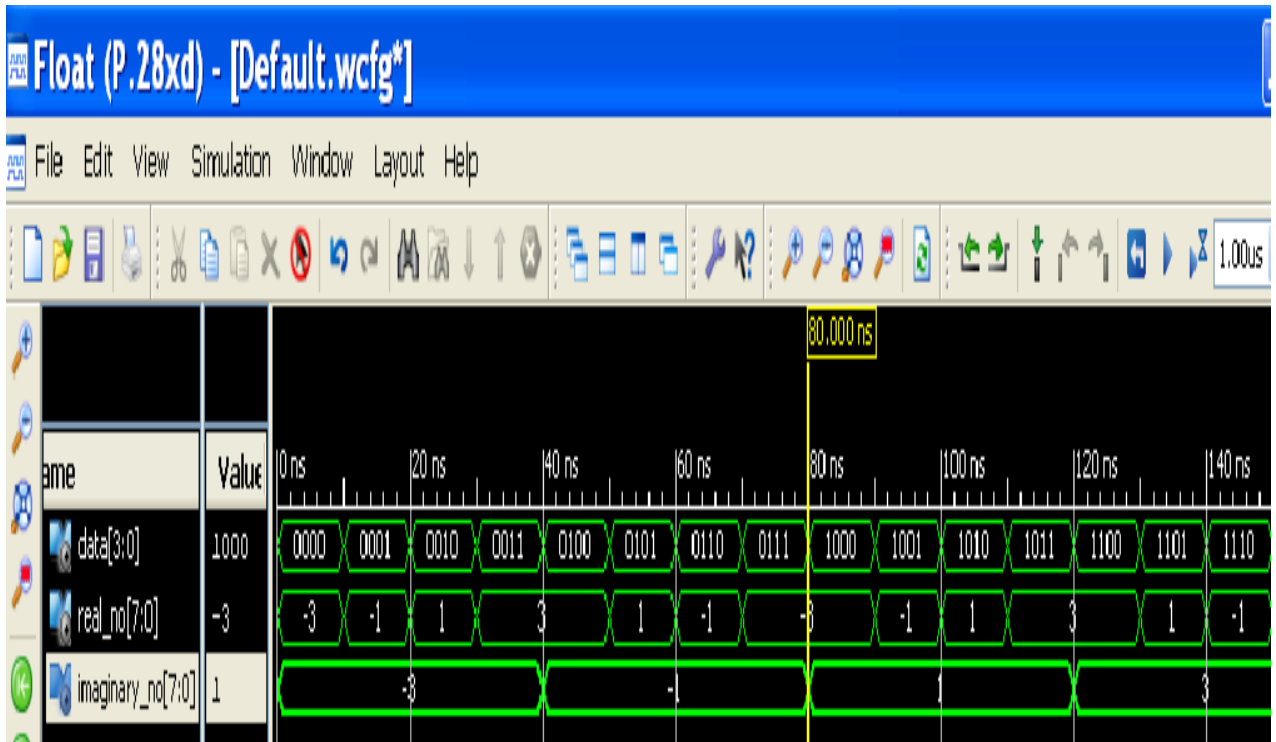 Float (P.28xd) - [Default.wcfg*]
File Edit View Simulation Window Layout Help
1.00us
80.000 ns
ame Value 0 ns 20 ns 40 ns 60 ns 80 ns 100 ns 120 ns 140 ns
data[3:0] 1000 0000 0001 0010 0011 0100 0101 0110 0111 1000 1001 1010 1011 1100 1101 1110
real_no[7:0] -3 -3 -1 1 3 1 -1 -3 -1 1 3 1 -1
imaginary_no[7:0] 1 -3 -1 1 3